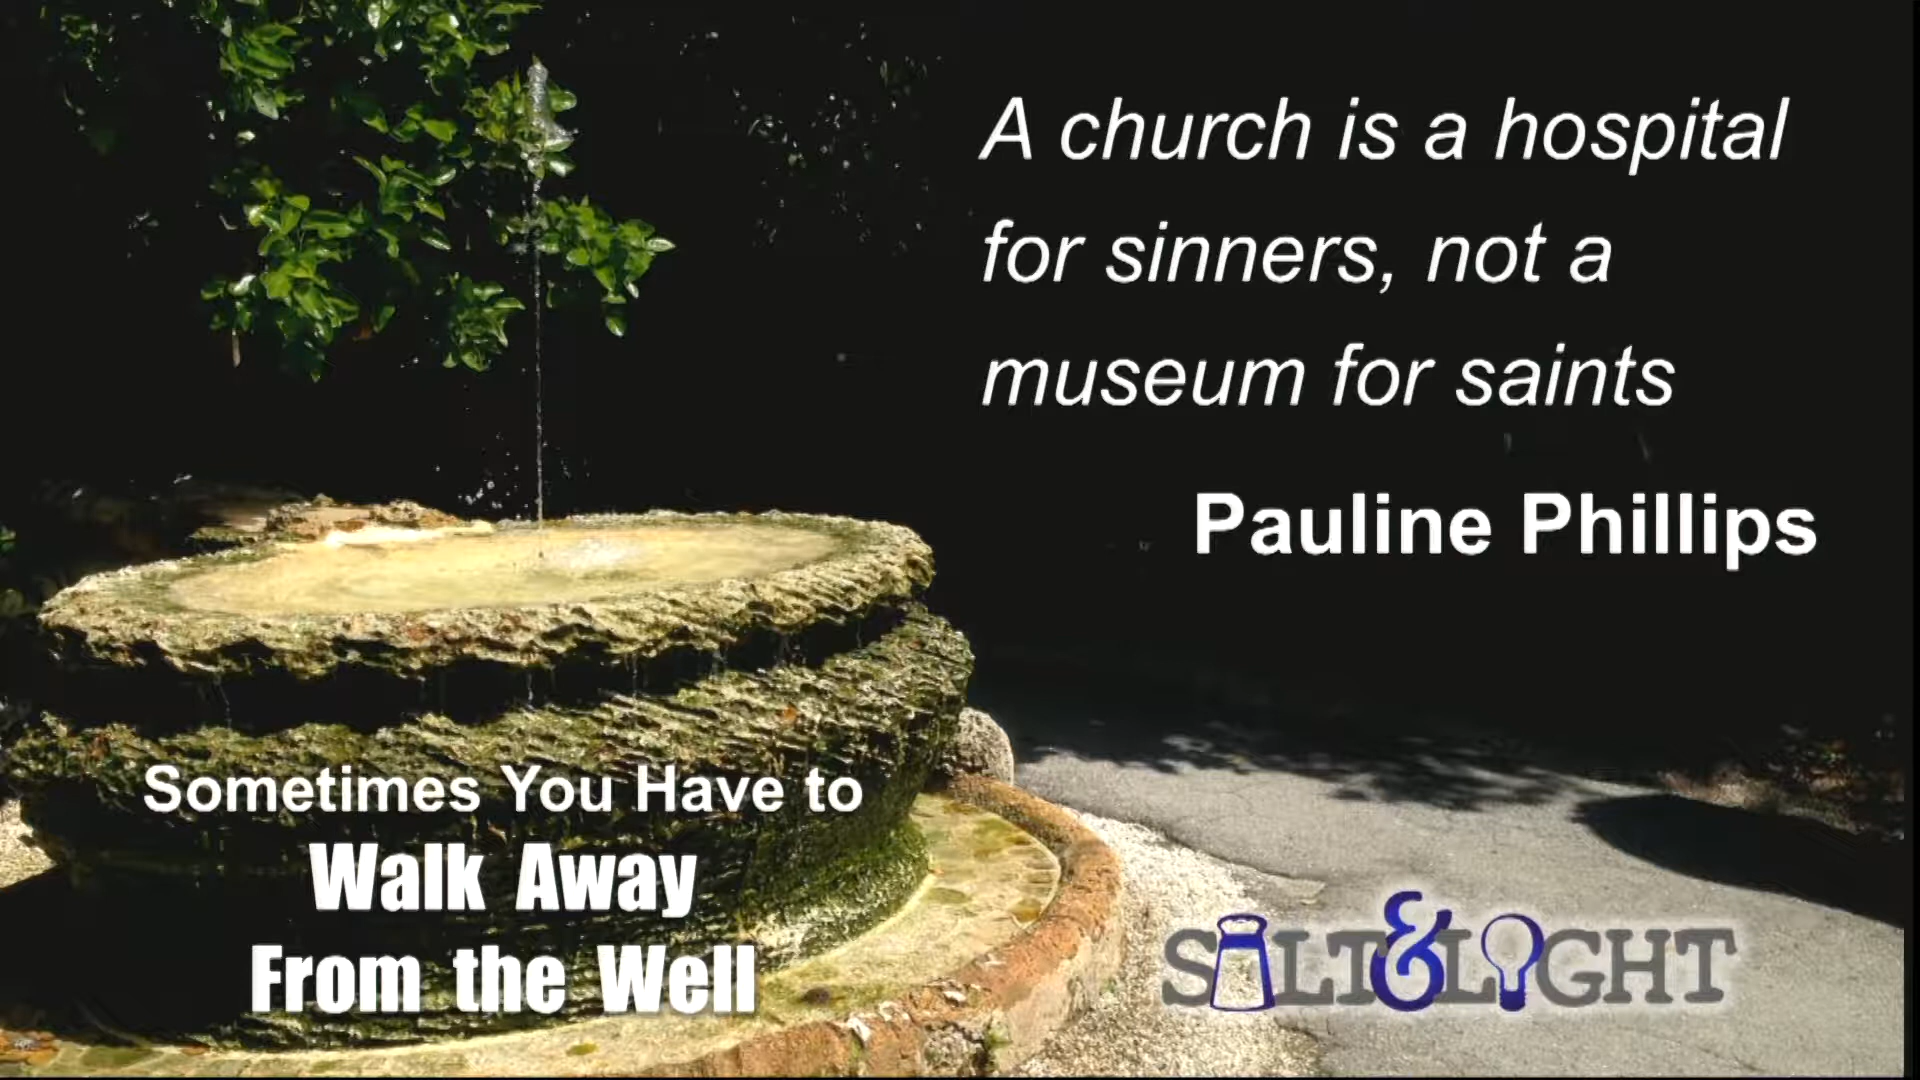 A church is a hospital
for sinners, not a
museum for saints
Pauline Phillips
Sometimes You Have to
Walk Away
From the Well
SALT&LIGHT